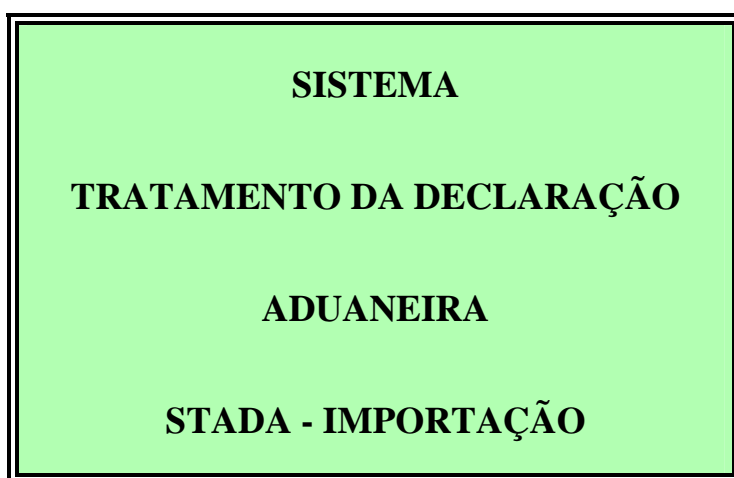 SISTEMA
TRATAMENTO DA DECLARAÇÃO
ADUANEIRA
STADA - IMPORTAÇÃO